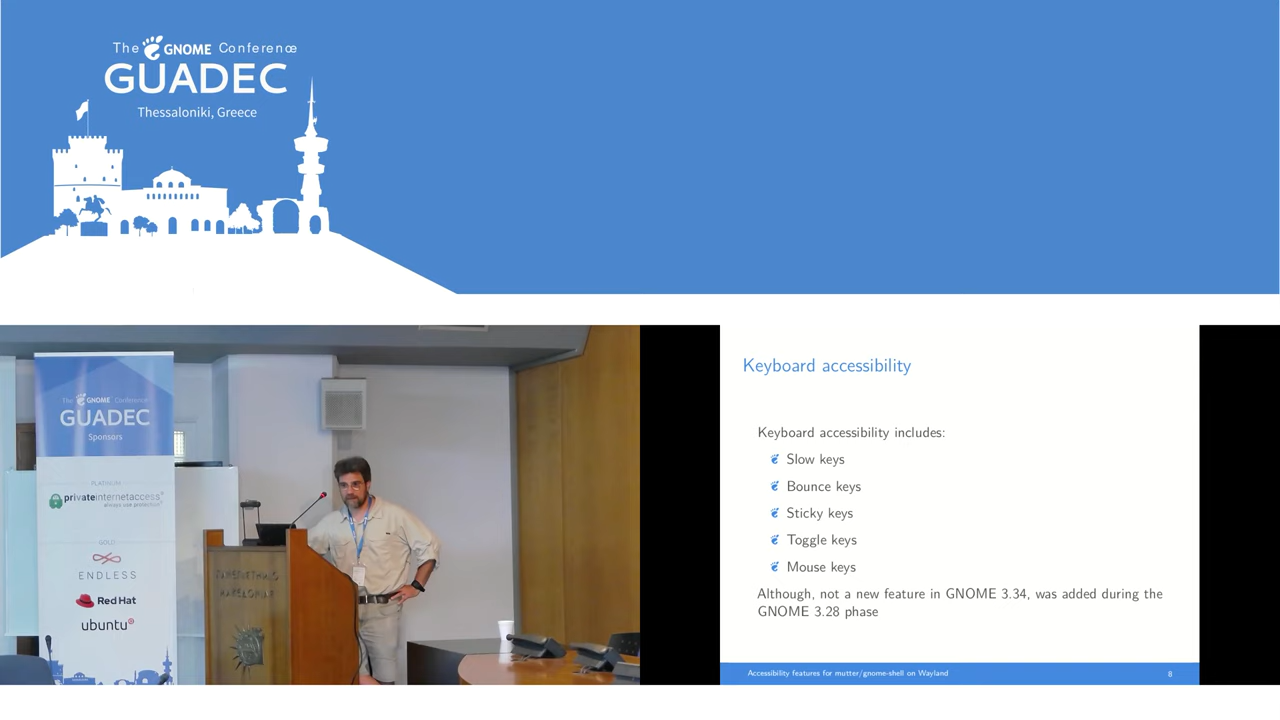 The GNOME Conference
GUADEC
Thessaloniki, Greece
The GNOME Conference
GUADEC
Sponsors
PLATINUM
privateinternetaccess
always use protection
GOLD
ENDLESS
Red Hat
ubuntu
Keyboard accessibility
Keyboard accessibility includes:
Slow keys
Bounce keys
Sticky keys
Toggle keys
Mouse keys
Although, not a new feature in GNOME 3.34, was added during the
GNOME 3.28 phase
Accessibility features for mutter/gnome-shell on Wayland
8